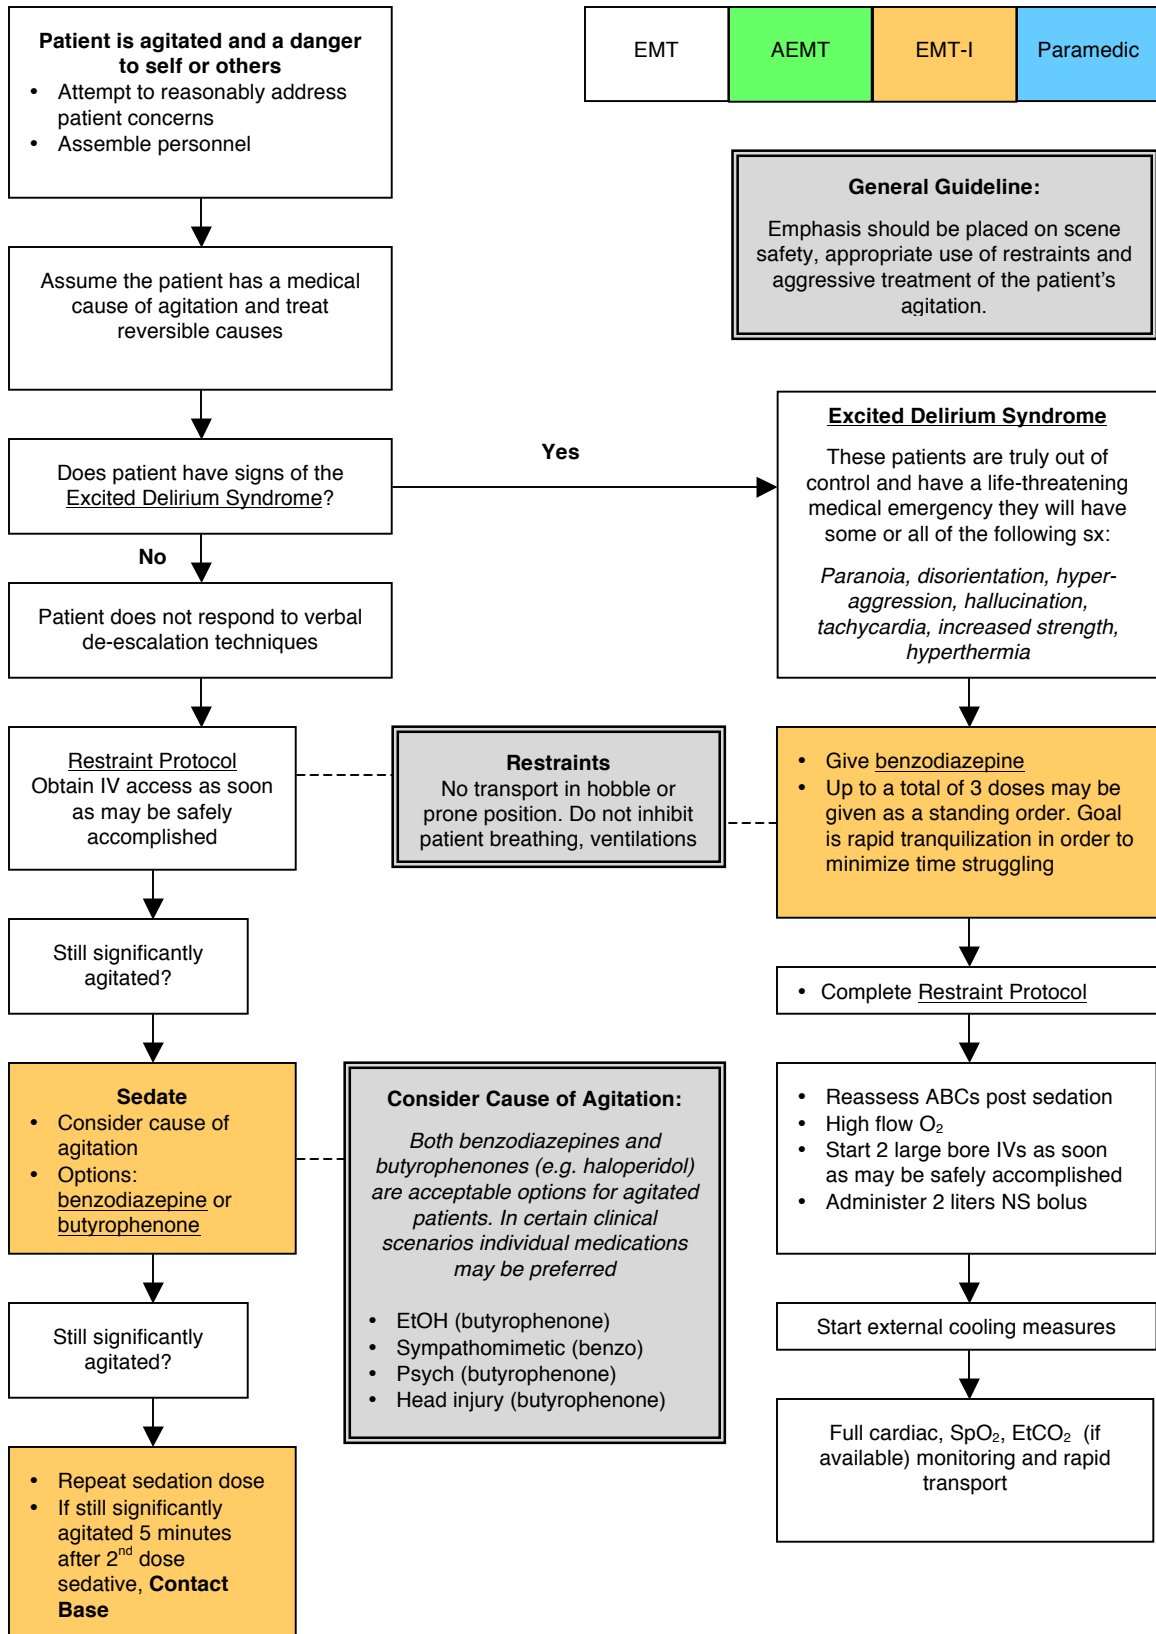 Patient is agitated and a danger
to self or others
• Attempt to reasonably address
patient concerns
• Assemble personnel
EMT
AEMT
EMT-I
Paramedic
General Guideline:
Emphasis should be placed on scene
safety, appropriate use of restraints and
aggressive treatment of the patient's
agitation.
Assume the patient has a medical
cause of agitation and treat
reversible causes
Does patient have signs of the
Excited Delirium Syndrome?
Yes
No
Excited Delirium Syndrome
These patients are truly out of
control and have a life-threatening
medical emergency they will have
some or all of the following sx:
Paranoia, disorientation, hyper-
aggression, hallucination,
tachycardia, increased strength,
hyperthermia
Patient does not respond to verbal
de-escalation techniques
Restraint Protocol
Obtain IV access as soon
as may be safely
accomplished
Restraints
No transport in hobble or
prone position. Do not inhibit
patient breathing, ventilations
• Give benzodiazepine
• Up to a total of 3 doses may be
given as a standing order. Goal
is rapid tranquilization in order to
minimize time struggling
Still significantly
agitated?
• Complete Restraint Protocol
Sedate
• Consider cause of
agitation
• Options:
benzodiazepine or
butyrophenone
Consider Cause of Agitation:
Both benzodiazepines and
butyrophenones (e.g. haloperidol)
are acceptable options for agitated
patients. In certain clinical
scenarios individual medications
may be preferred
• EtOH (butyrophenone)
• Sympathomimetic (benzo)
• Psych (butyrophenone)
• Head injury (butyrophenone)
• Reassess ABCs post sedation
• High flow O₂
• Start 2 large bore IVs as soon
as may be safely accomplished
• Administer 2 liters NS bolus
Still significantly
agitated?
Start external cooling measures
• Repeat sedation dose
• If still significantly
agitated 5 minutes
after 2nd dose
sedative, Contact
Base
Full cardiac, SpO₂, EtCO₂ (if
available) monitoring and rapid
transport